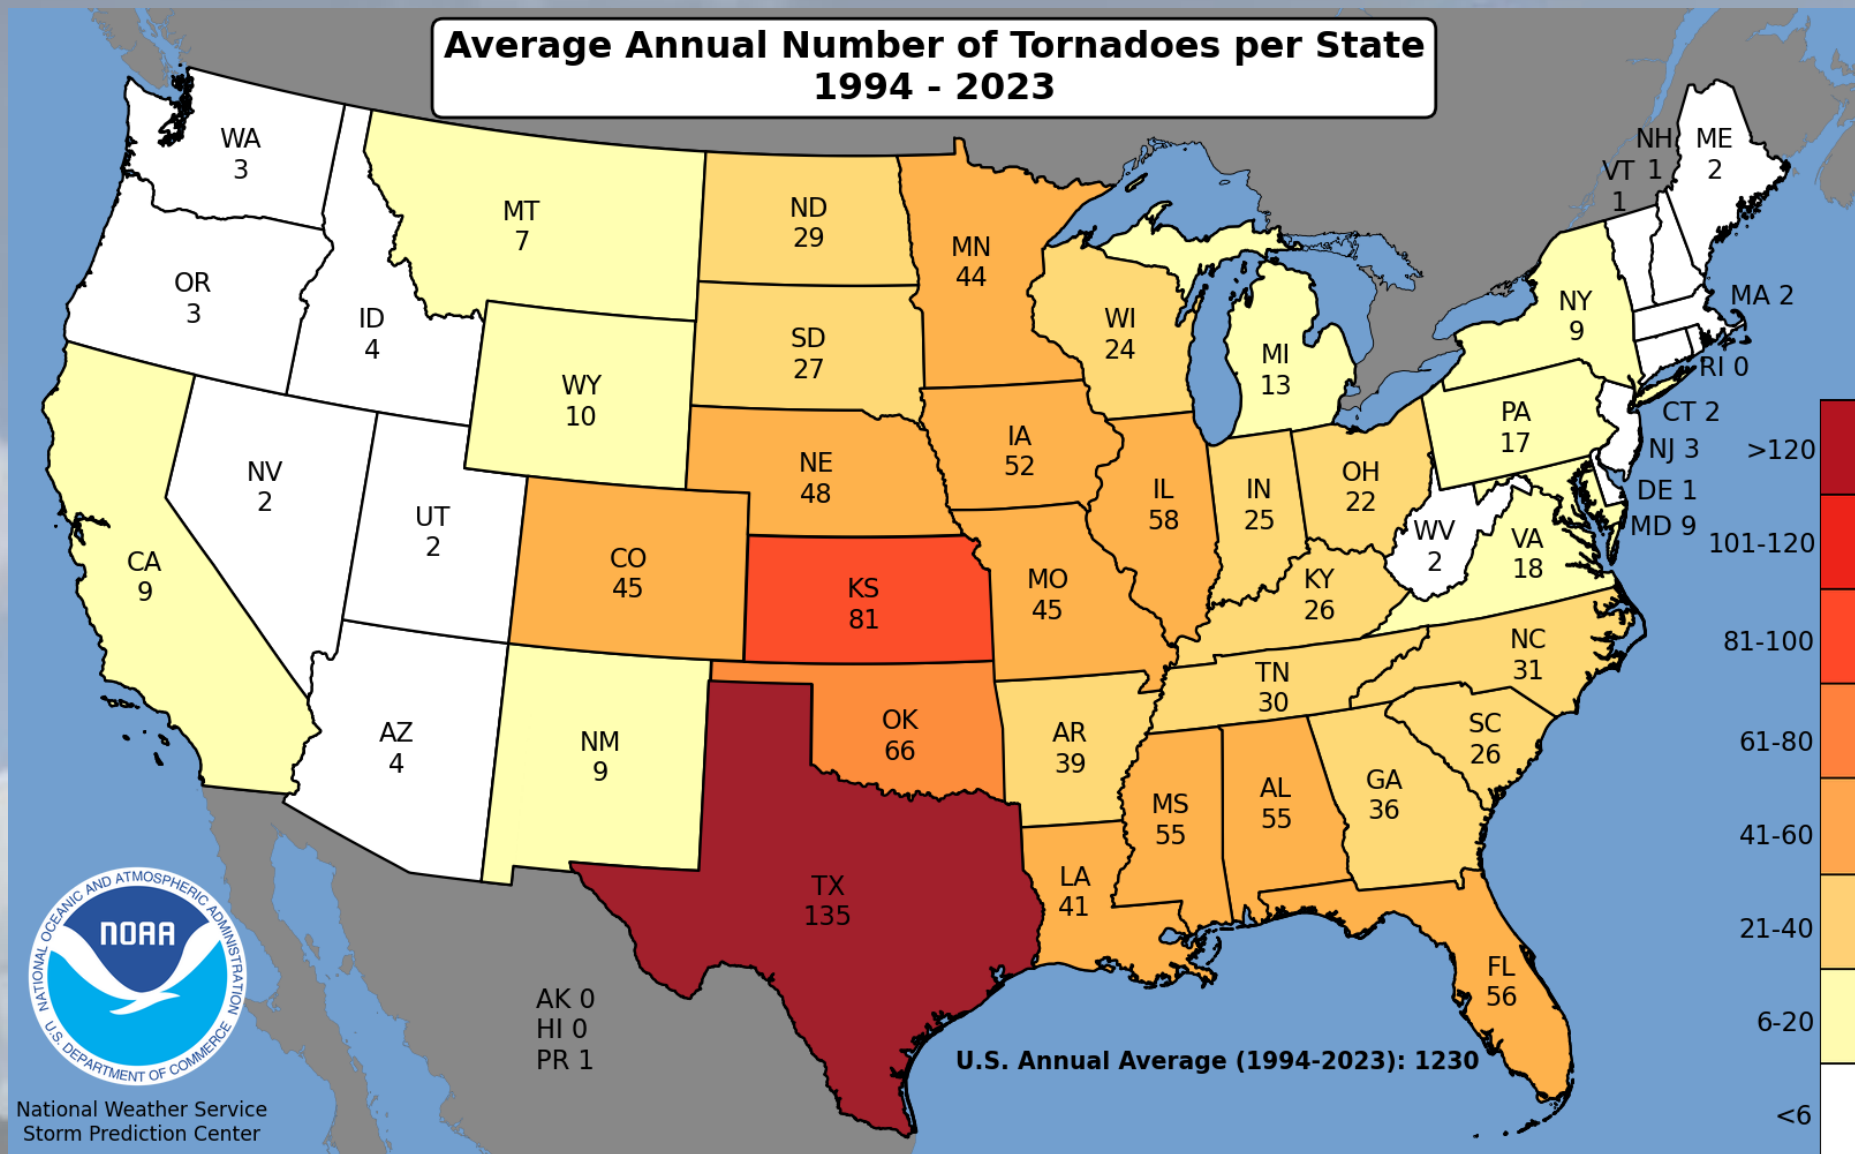 Average Annual Number of Tornadoes per State
1994 - 2023
WA
3
OR
3
ID
4
MT
7
WY
10
NV
2
UT
2
CA
9
AZ
4
CO
45
NM
9
ND
29
SD
27
NE
48
KS
81
OK
66
TX
135
MN
44
IA
52
MO
45
AR
39
LA
41
WI
24
IL
58
MI
13
IN
25
OH
22
KY
26
TN
30
MS
55
AL
55
GA
36
FL
56
SC
26
NC
31
VA
18
WV
2
PA
17
NY
9
VT
1
NH
1
ME
2
MA 2
RI 0
CT 2
NJ 3
DE 1
MD 9
AK 0
HI 0
PR 1
>120
101-120
81-100
61-80
41-60
21-40
6-20
<6
U.S. Annual Average (1994-2023): 1230
NATIONAL OCEANIC AND ATMOSPHERIC ADMINISTRATION
NOAA
U.S. DEPARTMENT OF COMMERCE
National Weather Service
Storm Prediction Center